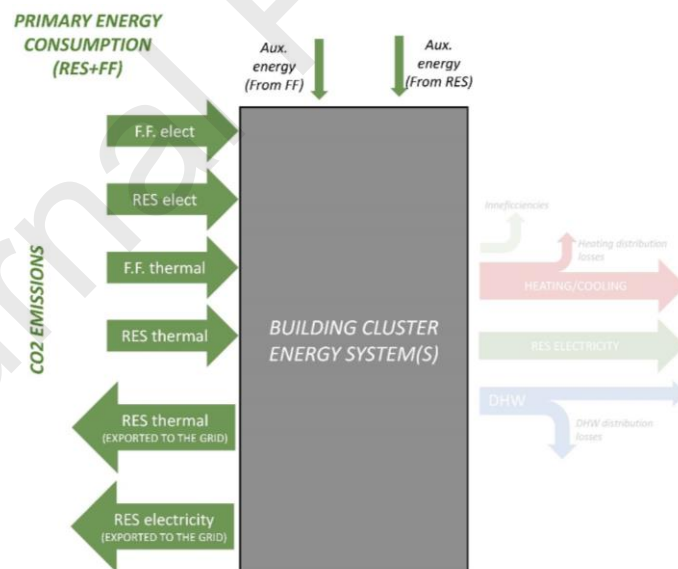 PRIMARY ENERGY
CONSUMPTION
(RES+FF)
Aux.
energy
(From FF)
Aux.
energy
(From RES)
F.F. elect
RES elect
F.F. thermal
RES thermal
CO2 EMISSIONS
RES thermal
(EXPORTED TO THE GRID)
RES electricity
(EXPORTED TO THE GRID)
BUILDING CLUSTER
ENERGY SYSTEM(S)
Inneficciencies
Heating distribution
losses
HEATING/COOLING
RES ELECTRICITY
DHW
DHW distribution
losses